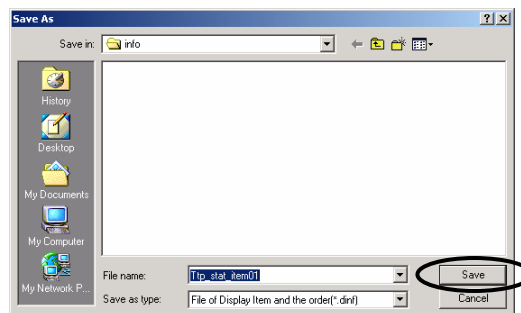 Save As
Save in:
info
History
Desktop
My Documents
My Computer
My Network P...
File name:
Ttp_stat_item01
Save
Save as type:
File of Display Item and the order(*.dinf)
Cancel